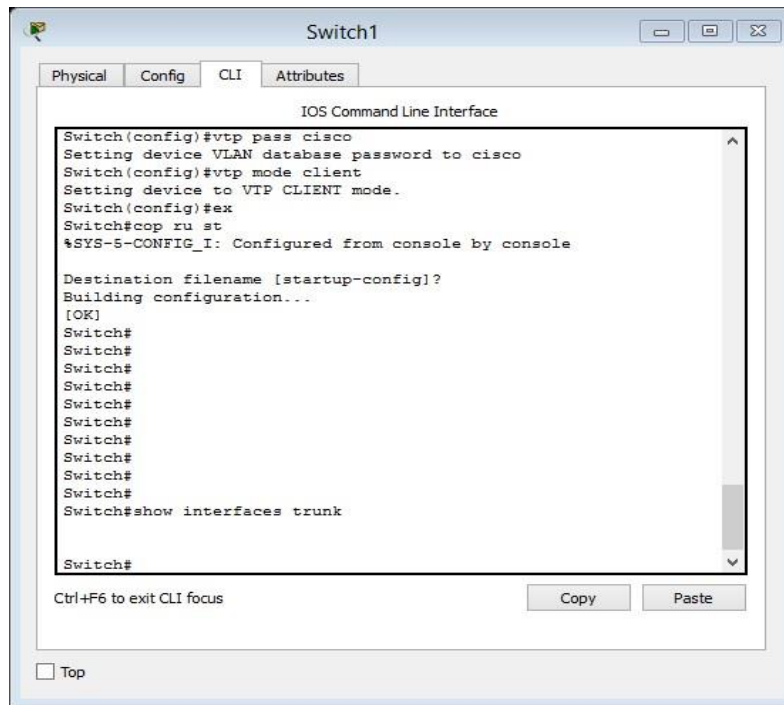 Switch1
Physical Config CLI Attributes
IOS Command Line Interface
Switch(config)#vtp pass cisco
Setting device VLAN database password to cisco
Switch(config)#vtp mode client
Setting device to VTP CLIENT mode.
Switch(config)#ex
Switch#cop ru st
%SYS-5-CONFIG_I: Configured from console by console
Destination filename [startup-config]?
Building configuration...
[OK]
Switch#
Switch#
Switch#
Switch#
Switch#
Switch#
Switch#
Switch#
Switch#
Switch#
Switch#show interfaces trunk
Switch#
Ctrl+F6 to exit CLI focus
Copy Paste
Top